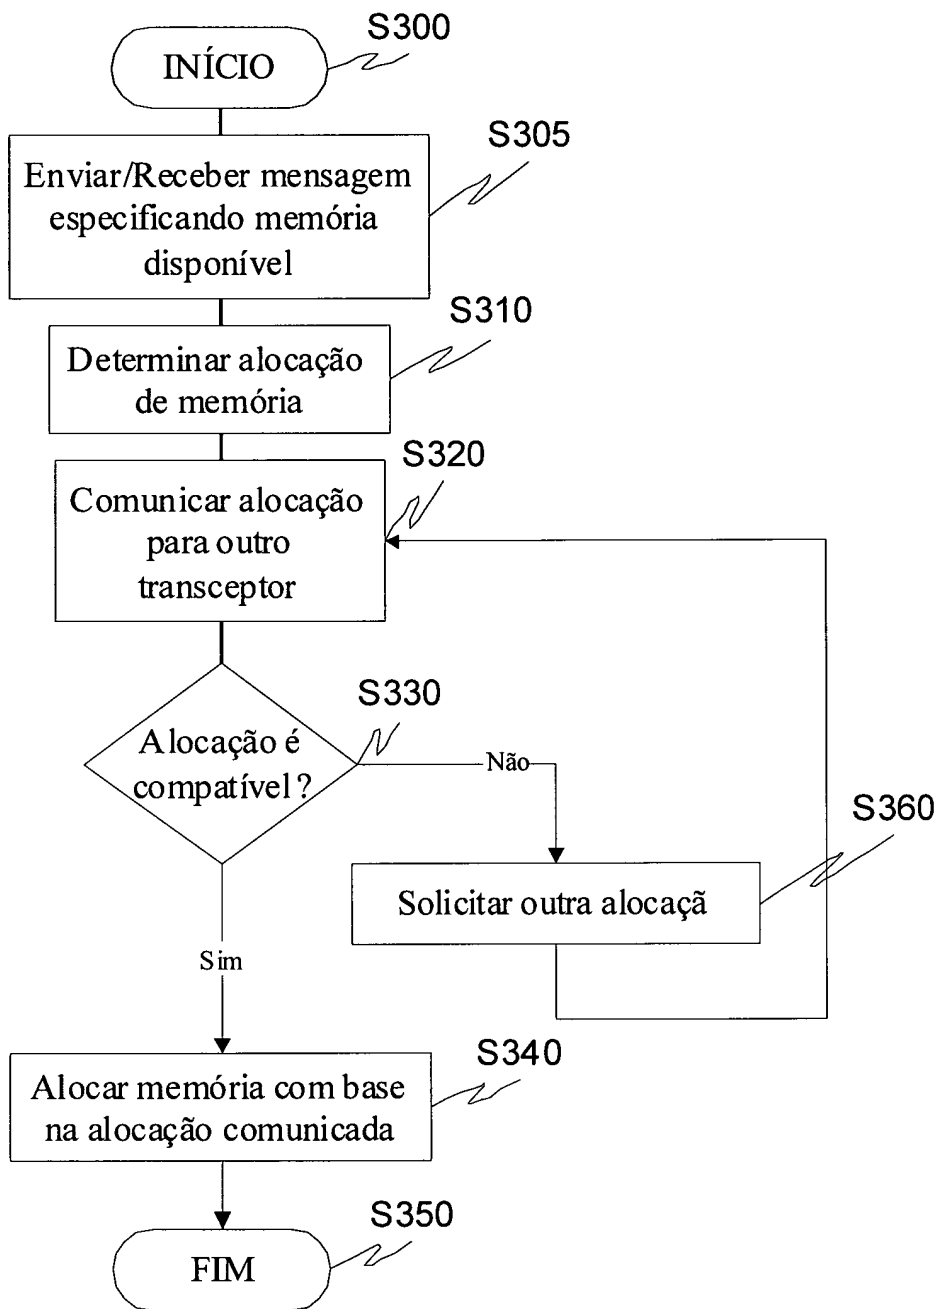 S300
INÍCIO
S305
Enviar/Receber mensagem
especificando memória
disponível
S310
Determinar alocação
de memória
S320
Comunicar alocação
para outro
transceptor
S330
Alocação é
compatível?
Não
S360
Solicitar outra alocaçã
Sim
S340
Alocar memória com base
na alocação comunicada
S350
FIM